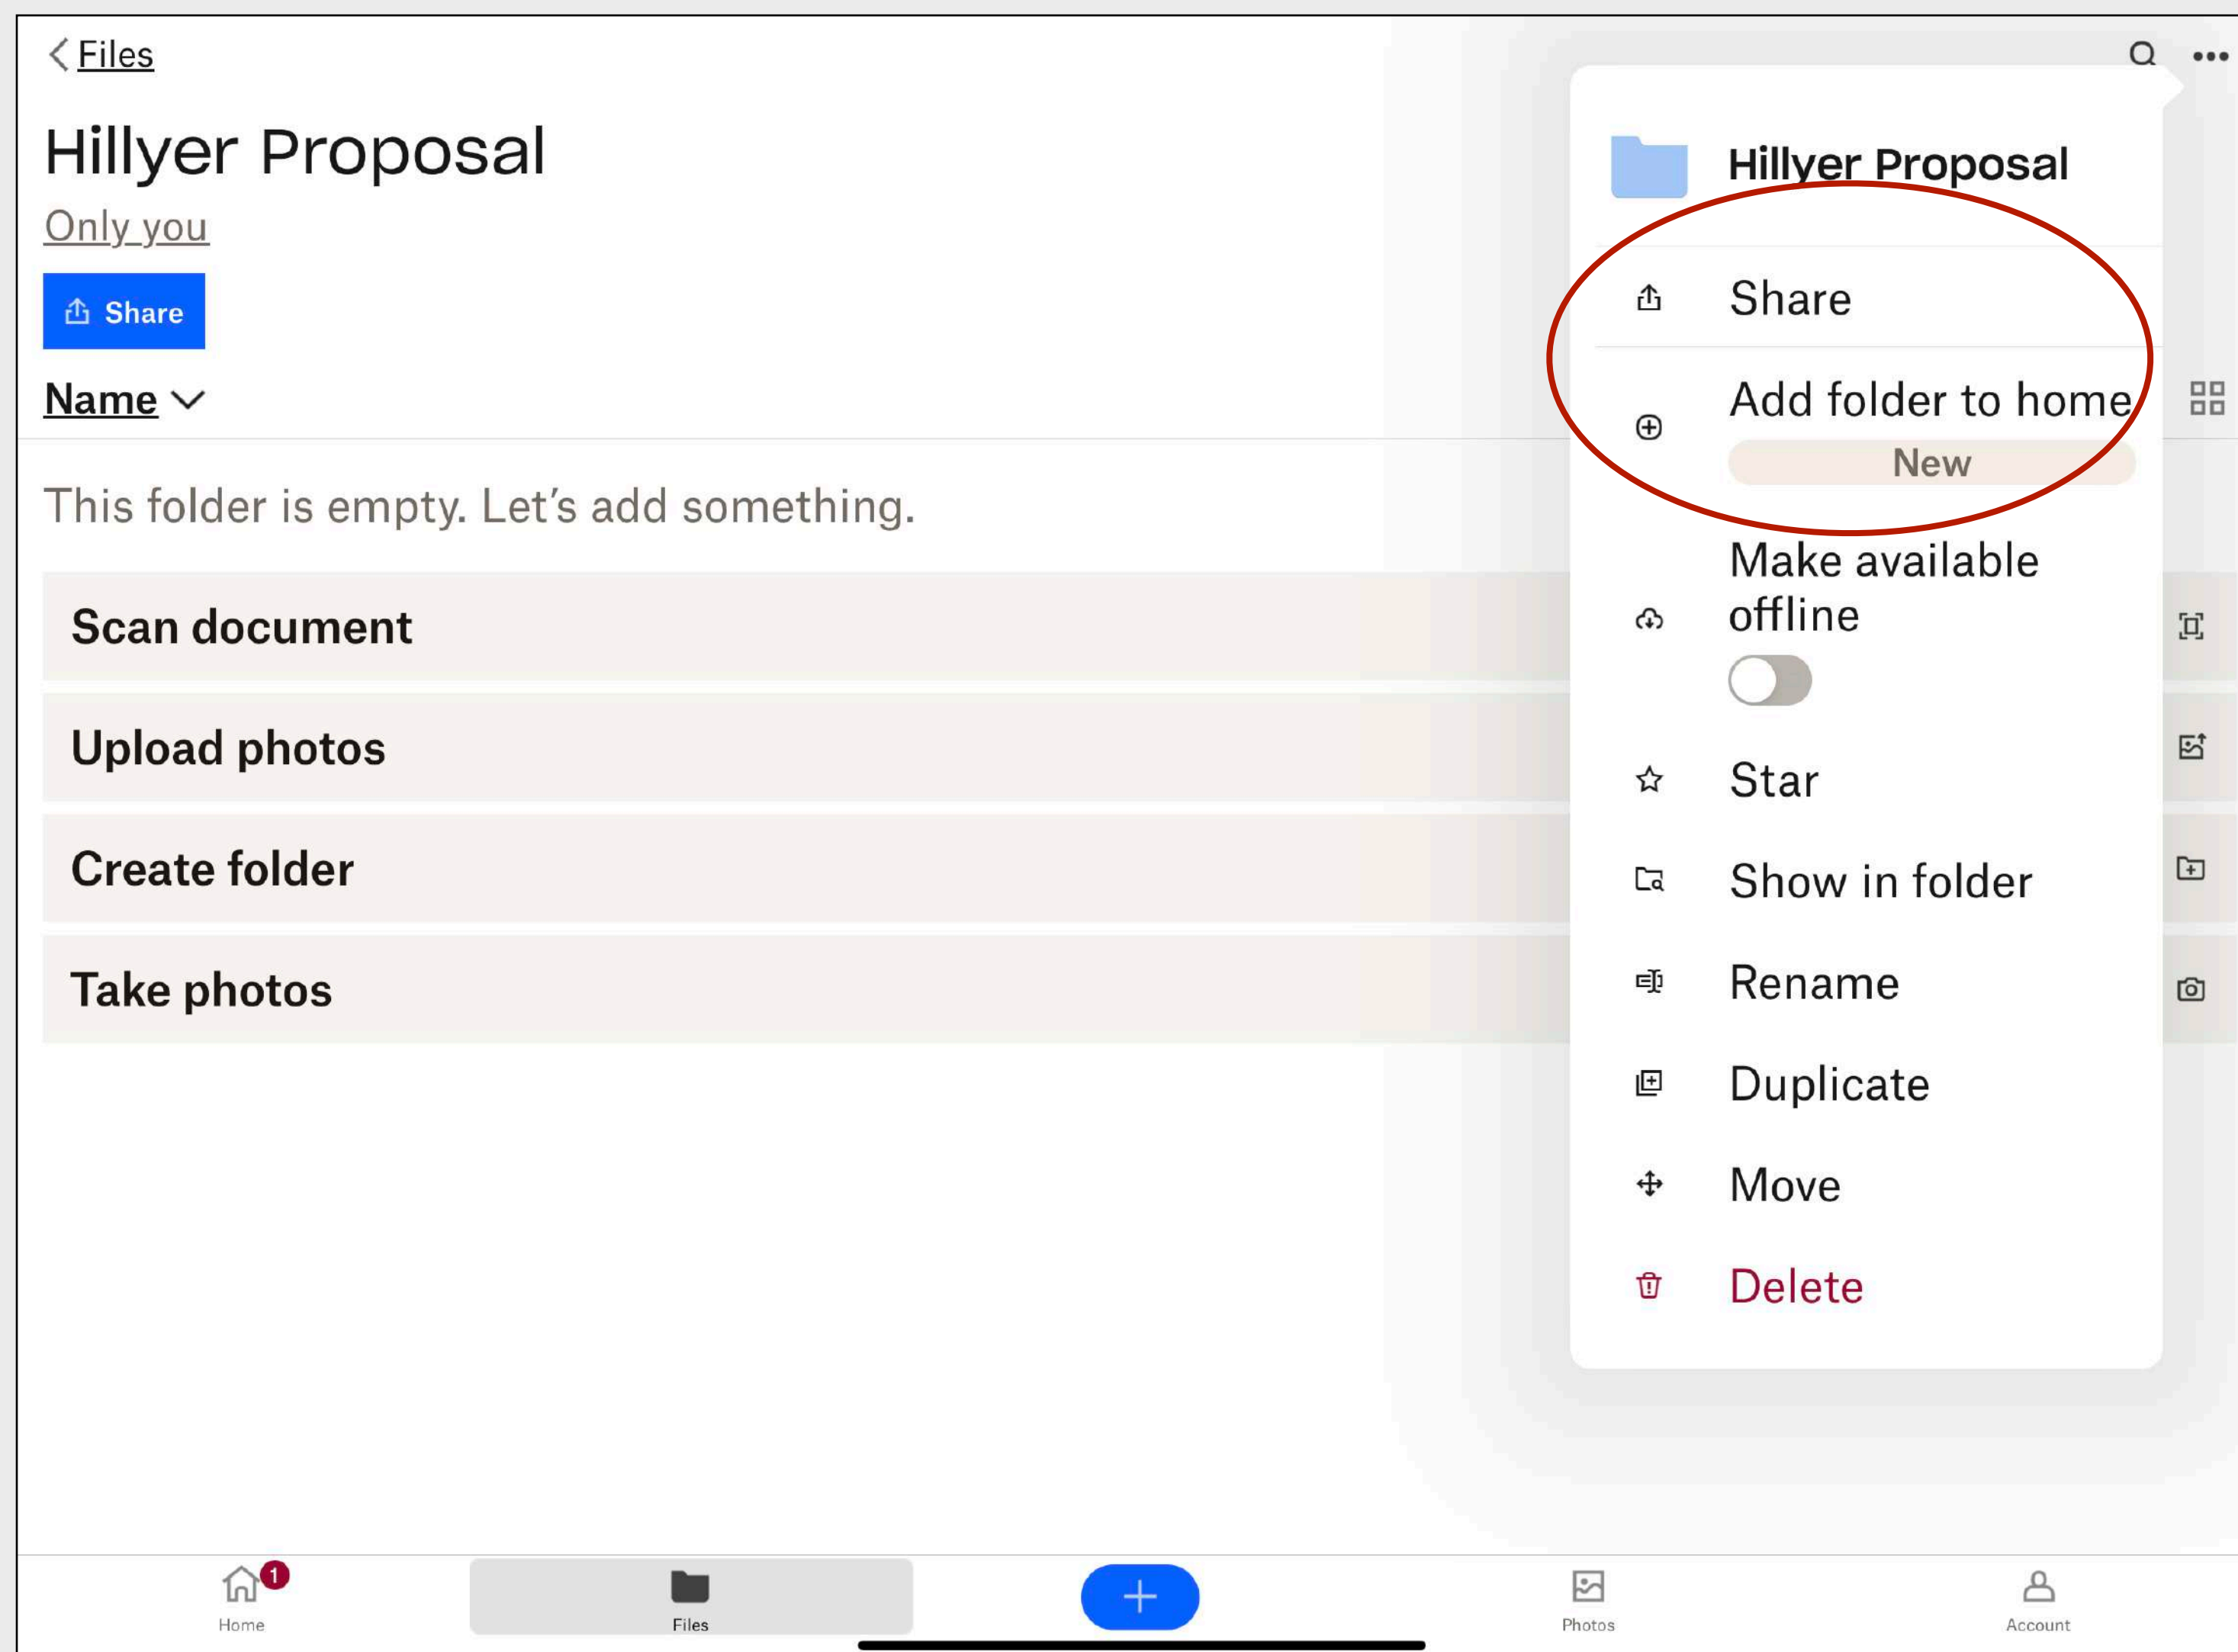 Files
Hillyer Proposal
Only you
Share
Name
This folder is empty. Let’s add something.
Scan document
Upload photos
Create folder
Take photos
Hillyer Proposal
Share
Add folder to home
New
Make available
offline
Star
Show in folder
Rename
Duplicate
Move
Delete
1
Home
Files
Photos
Account